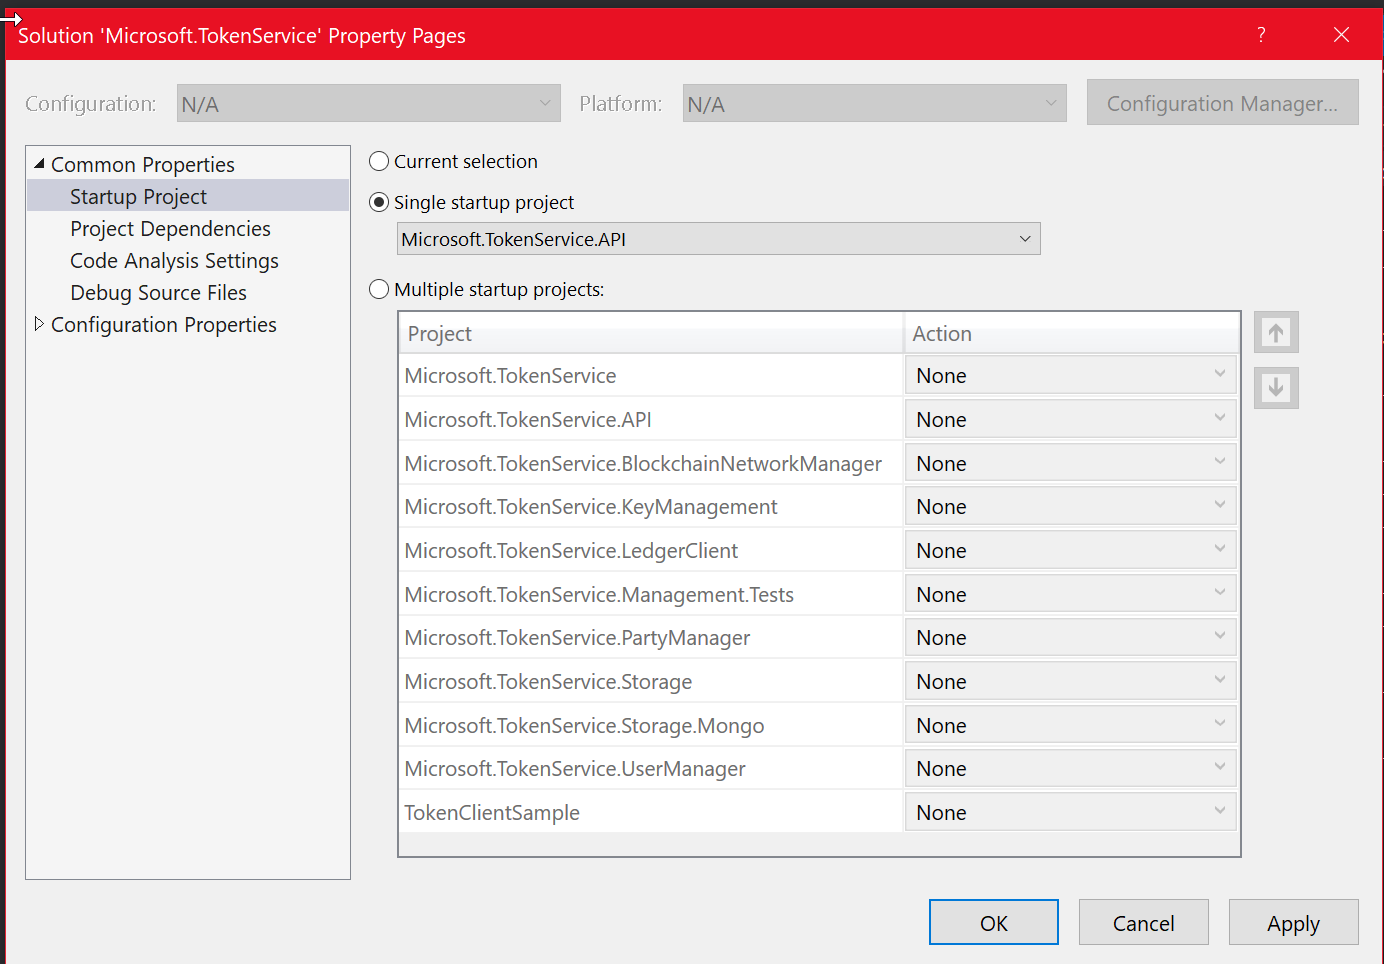 Solution 'Microsoft.TokenService' Property Pages ?
Configuration: N/A Platform: N/A Configuration Manager...
Common Properties
Startup Project
Project Dependencies
Code Analysis Settings
Debug Source Files
Configuration Properties
Current selection
Single startup project
Microsoft.TokenService.API
Multiple startup projects:
Project Action
Microsoft.TokenService None
Microsoft.TokenService.API None
Microsoft.TokenService.BlockchainNetworkManager None
Microsoft.TokenService.KeyManagement None
Microsoft.TokenService.LedgerClient None
Microsoft.TokenService.Management.Tests None
Microsoft.TokenService.PartyManager None
Microsoft.TokenService.Storage None
Microsoft.TokenService.Storage.Mongo None
Microsoft.TokenService.UserManager None
TokenClientSample None
OK Cancel Apply